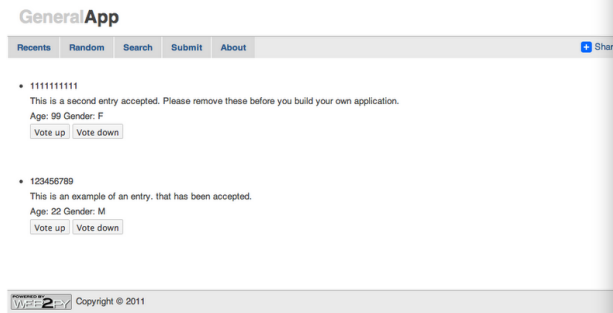 GeneralApp
Recents Random Search Submit About
Shar
1111111111
This is a second entry accepted. Please remove these before you build your own application.
Age: 99 Gender: F
Vote up Vote down
123456789
This is an example of an entry. that has been accepted.
Age: 22 Gender: M
Vote up Vote down
POWERED BY
WEB2PY Copyright © 2011